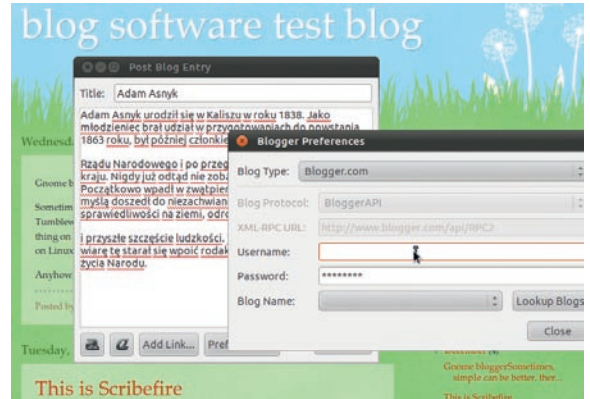 blog software test blog
Post Blog Entry
Title: Adam Asnyk
Adam Asnyk urodził się w Kaliszu w roku 1838. Jako
młodzieniec brał udział w przygotowaniach do powstania
1863 roku, był później członkie
Rządu Narodowego i po przeg
kraju. Nigdy już odtąd nie zoba
Początkowo wpadł w zwątpier
myślą doszedł do niezachwian
sprawiedliwości na ziemi, odro
i przyszłe szczęście ludzkości.
wiarę tę starał się wpoić rodak
życia Narodu.
Add Link...
Pref
Blogger Preferences
Blog Type: Blogger.com
Blog Protocol: BloggerAPI
XML-RPC URL: http://www.blogger.com/api/RPC2
Username:
Password: ********
Blog Name:
Lookup Blogs
Close
Wednesd
Gnome b
Sometim
Tumblew
thing on
on Linux
Anyhow
Posted by
Tuesday,
This is Scribefire
Gnome bloggerSometimes,
simple can be better, ther...
This is Scribefire